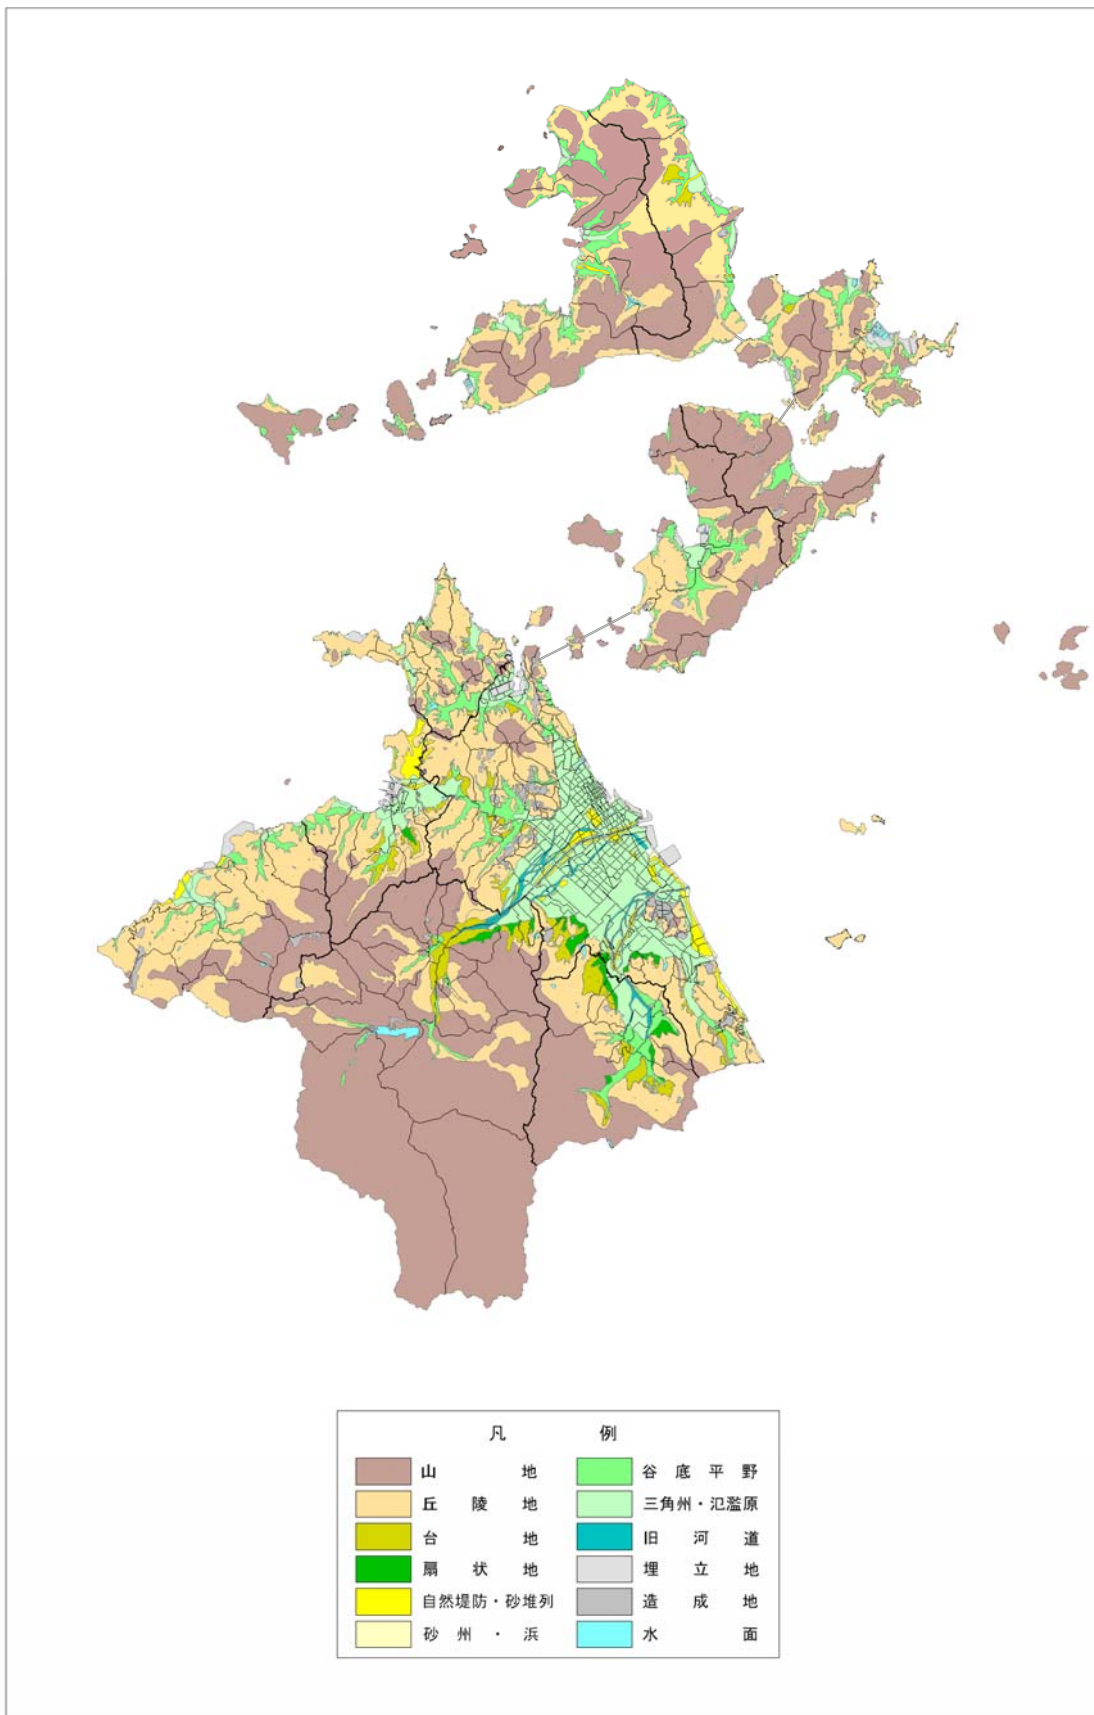 凡 例
山 地
丘 陵 地
台 地
扇 状 地
自然堤防・砂堆列
砂 州 ・ 浜
谷 底 平 野
三角州・氾濫原
旧 河 道
埋 立 地
造 成 地
水 面